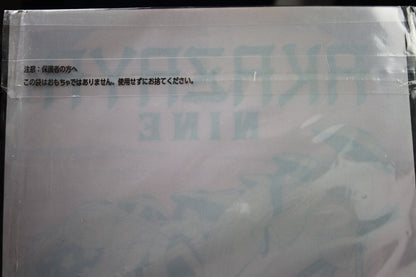 注意：保護者の方へ
この袋はおもちゃではありません。使用せずにお捨てください。
NINE